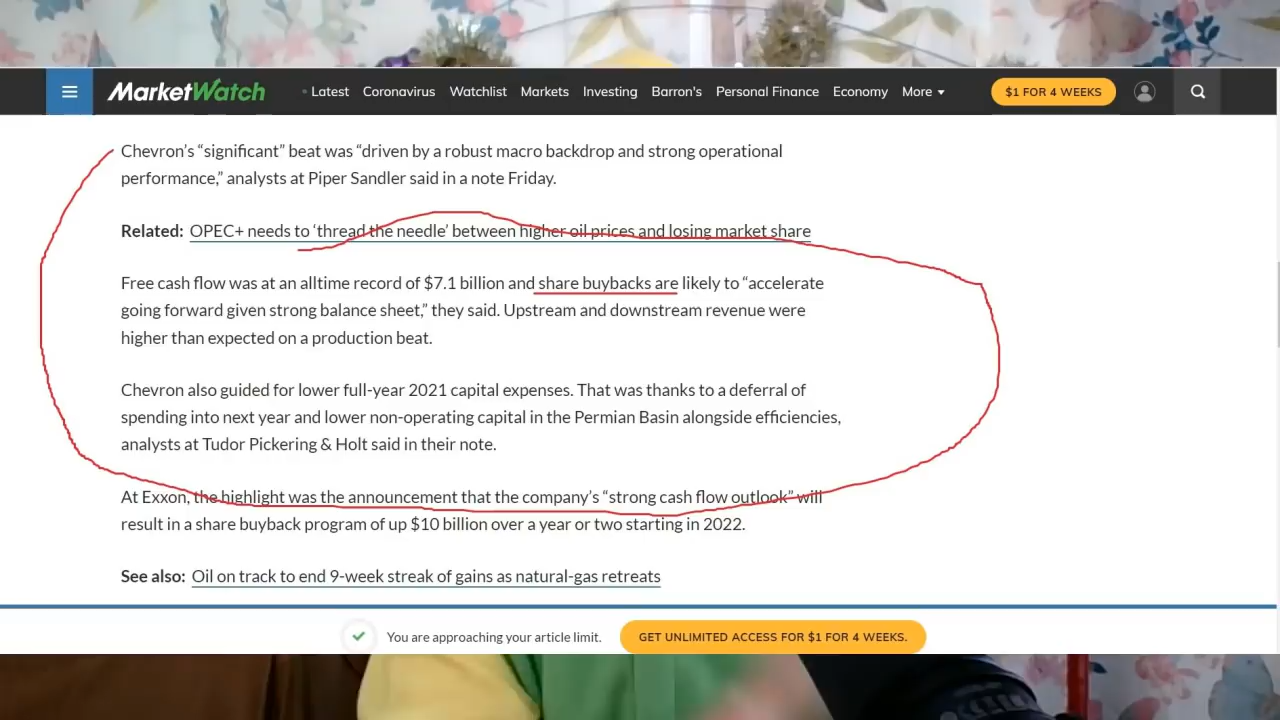 MarketWatch
Latest Coronavirus Watchlist Markets Investing Barron's Personal Finance Economy More
$1 FOR 4 WEEKS
Chevron's “significant” beat was “driven by a robust macro backdrop and strong operational
performance,” analysts at Piper Sandler said in a note Friday.
Related: OPEC+ needs to ‘thread the needle’ between higher oil prices and losing market share
Free cash flow was at an alltime record of $7.1 billion and share buybacks are likely to “accelerate
going forward given strong balance sheet,” they said. Upstream and downstream revenue were
higher than expected on a production beat.
Chevron also guided for lower full-year 2021 capital expenses. That was thanks to a deferral of
spending into next year and lower non-operating capital in the Permian Basin alongside efficiencies,
analysts at Tudor Pickering & Holt said in their note.
At Exxon, the highlight was the announcement that the company's “strong cash flow outlook” will
result in a share buyback program of up $10 billion over a year or two starting in 2022.
See also: Oil on track to end 9-week streak of gains as natural-gas retreats
You are approaching your article limit.
GET UNLIMITED ACCESS FOR $1 FOR 4 WEEKS.